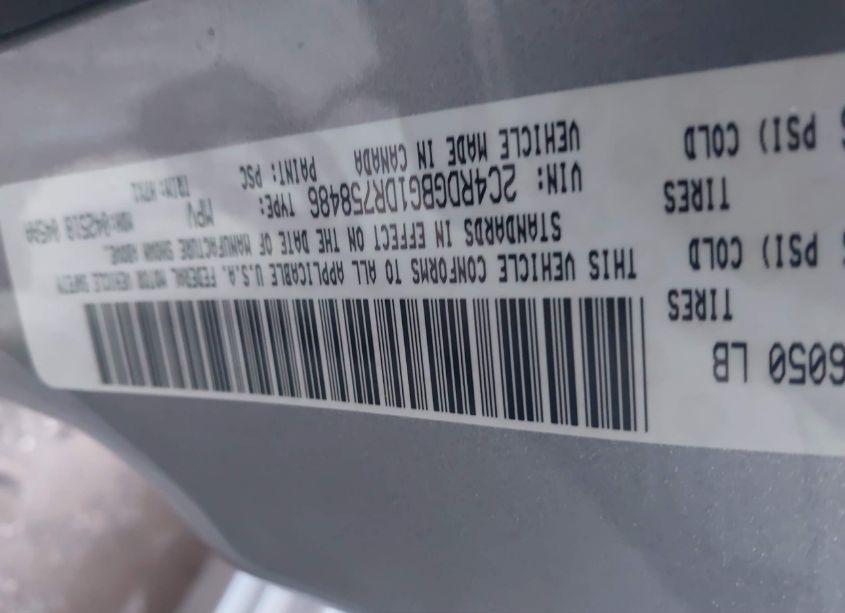 6050 LB
TIRES
PSI) COLD
TIRES
PSI) COLD
THIS VEHICLE CONFORMS TO ALL APPLICABLE U.S.A. FEDERAL MOTOR VEHICLE SAFETY
STANDARDS IN EFFECT ON THE DATE OF MANUFACTURE SHOWN ABOVE.
VIN: 2C4RDGBG1DR758486 TYPE: MPV
VEHICLE MADE IN CANADA PAINT: PSC TRIM: